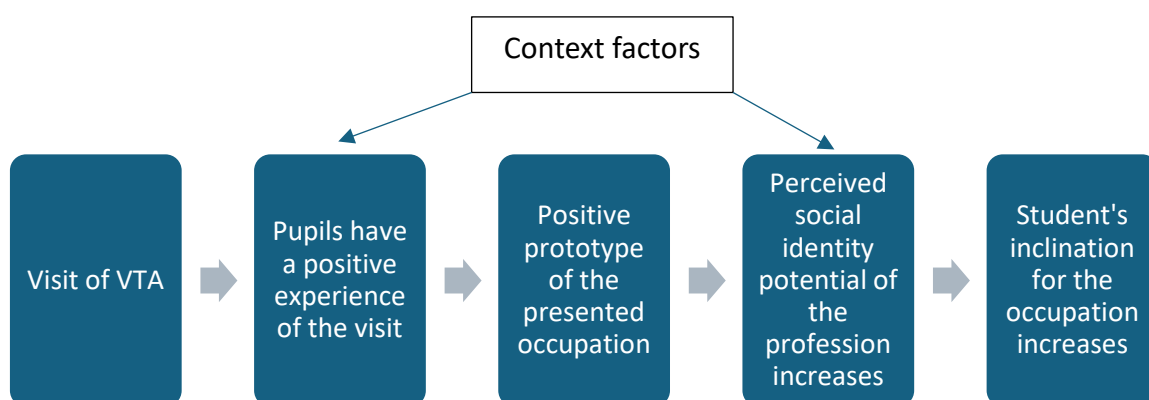 Context factors
Visit of VTA
Pupils have
a positive
experience
of the visit
Positive
prototype
of the
presented
occupation
Perceived
social
identity
potential of
the
profession
increases
Student's
inclination
for the
occupation
increases